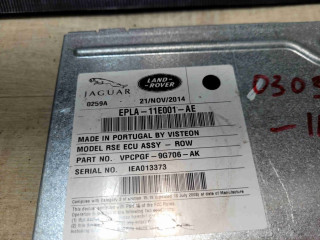 JAGUAR
LAND-
ROVER
0259A
21/NOV/2014
EPLA-11E001-AE
MADE IN PORTUGAL BY VISTEON
MODEL RSE ECU ASSY - ROW
PART NO. VPCPGF-9G706-AK
SERIAL NO. IEA013373